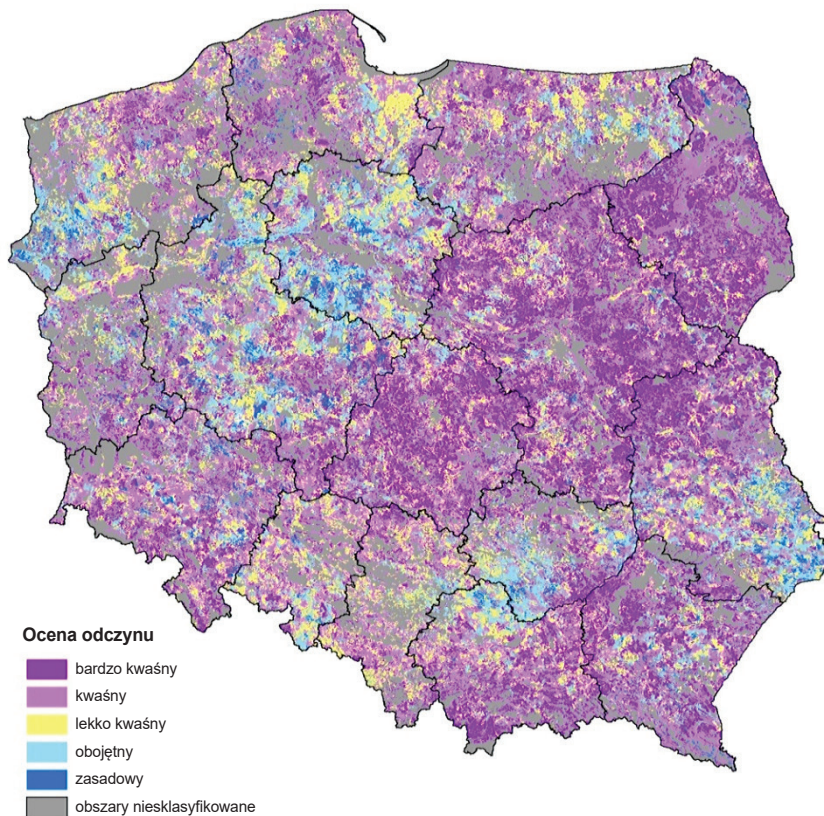 Ocena odczynu
bardzo kwaśny
kwaśny
lekko kwaśny
obojętny
zasadowy
obszary niesklasyfikowane